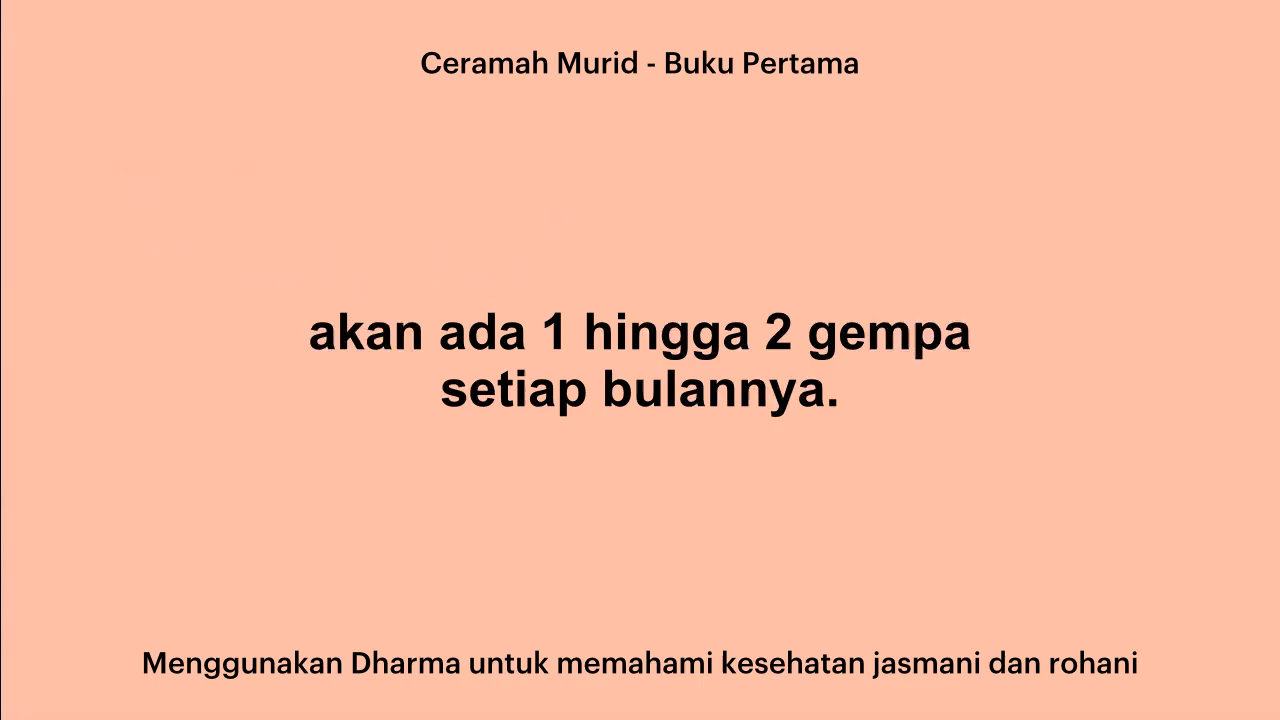 Ceramah Murid - Buku Pertama
akan ada 1 hingga 2 gempa
setiap bulannya.
Menggunakan Dharma untuk memahami kesehatan jasmani dan rohani